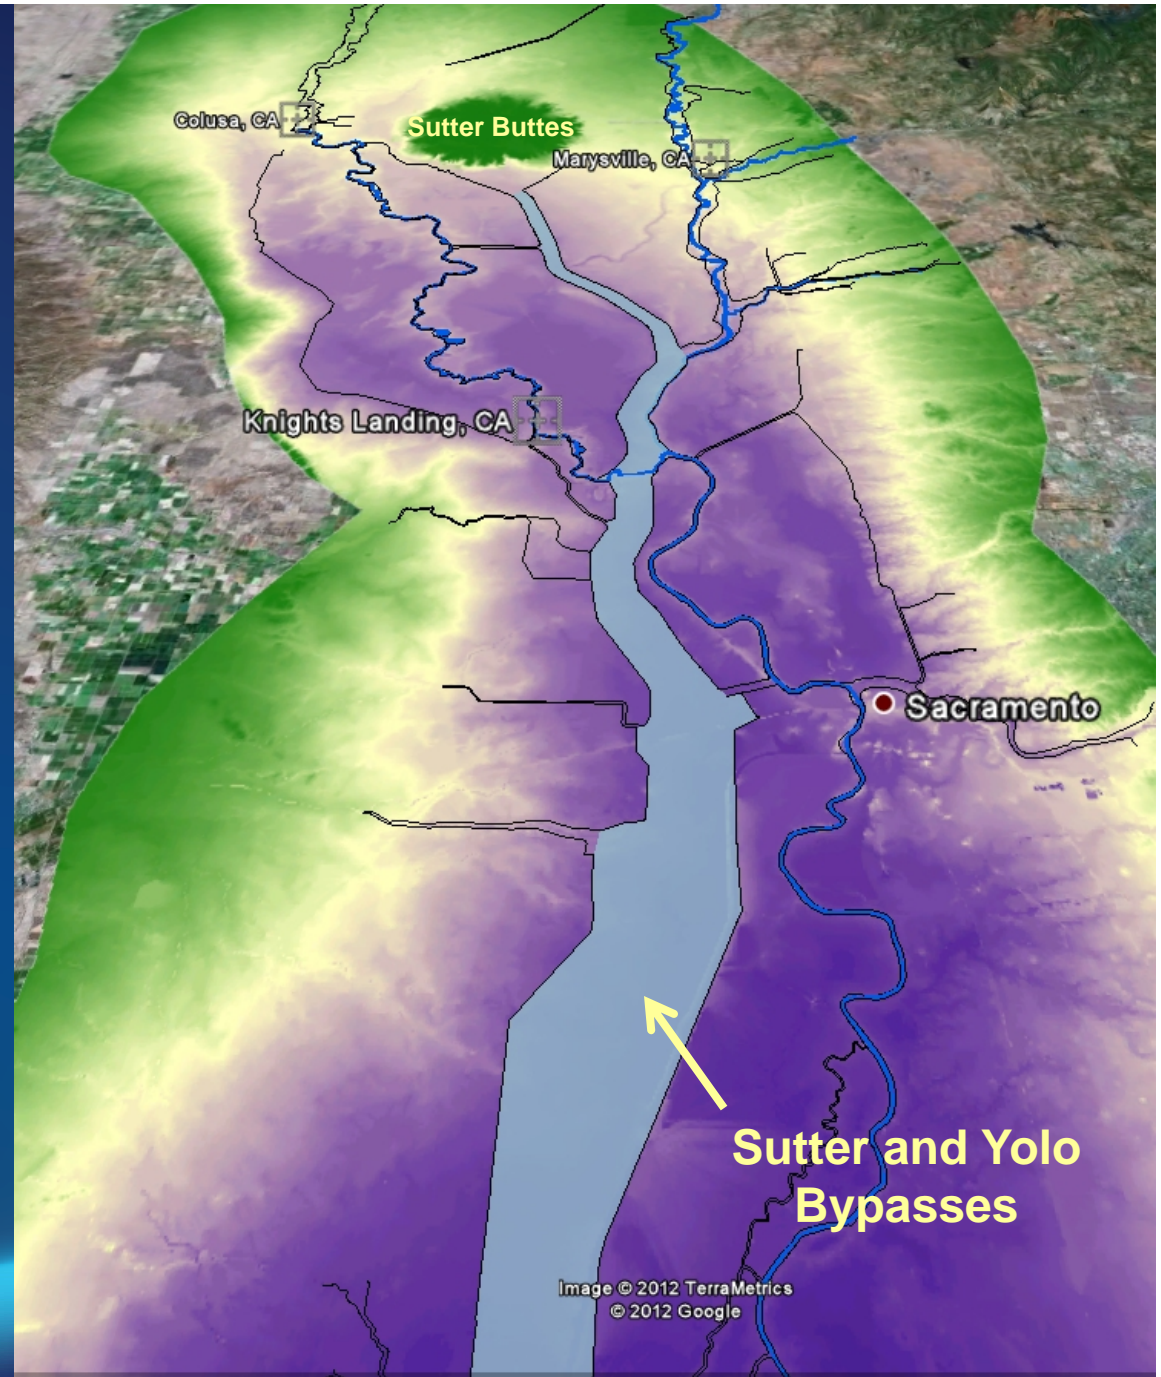 Colusa, CA
Sutter Buttes
Marysville, CA
Knights Landing, CA
Sacramento
Sutter and Yolo
Bypasses
Image © 2012 TerraMetrics
© 2012 Google